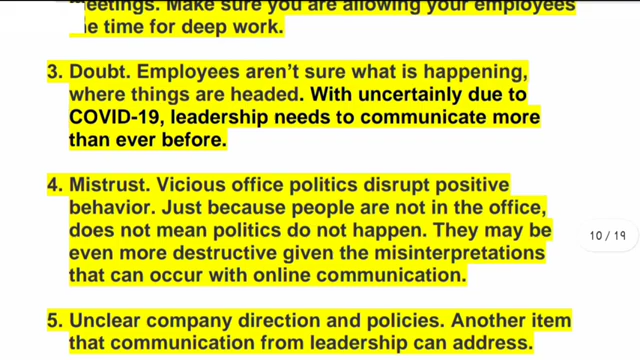 meetings. Make sure you are allowing your employees
the time for deep work.
3. Doubt. Employees aren't sure what is happening,
where things are headed. With uncertainly due to
COVID-19, leadership needs to communicate more
than ever before.
4. Mistrust. Vicious office politics disrupt positive
behavior. Just because people are not in the office,
does not mean politics do not happen. They may be
even more destructive given the misinterpretations
that can occur with online communication.
10 / 19
5. Unclear company direction and policies. Another item
that communication from leadership can address.